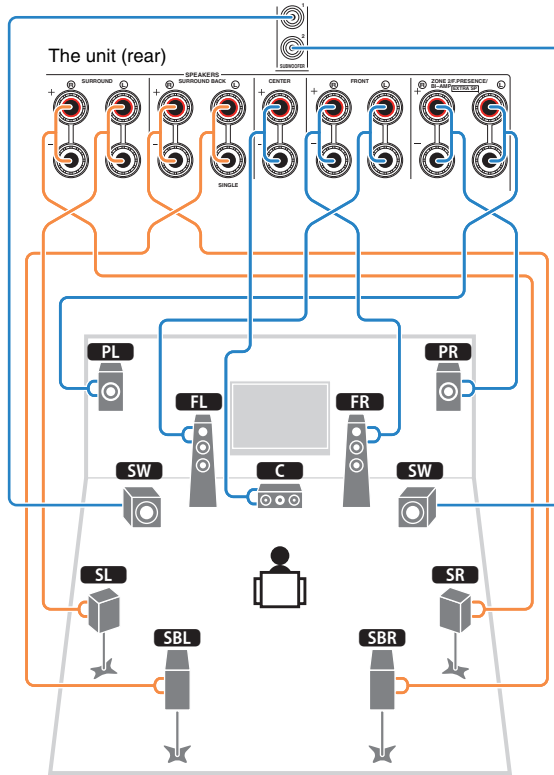 1
2
SUBWOOFER
The unit (rear)
SPEAKERS
SURROUND SURROUND BACK CENTER FRONT ZONE 2/F.PRESENCE/
BI-AMP EXTRA SP
R L R L R L R L
+ + + + +
- - - - -
SINGLE
PL PR
FL FR
SW C SW
SL SR
SBL SBR